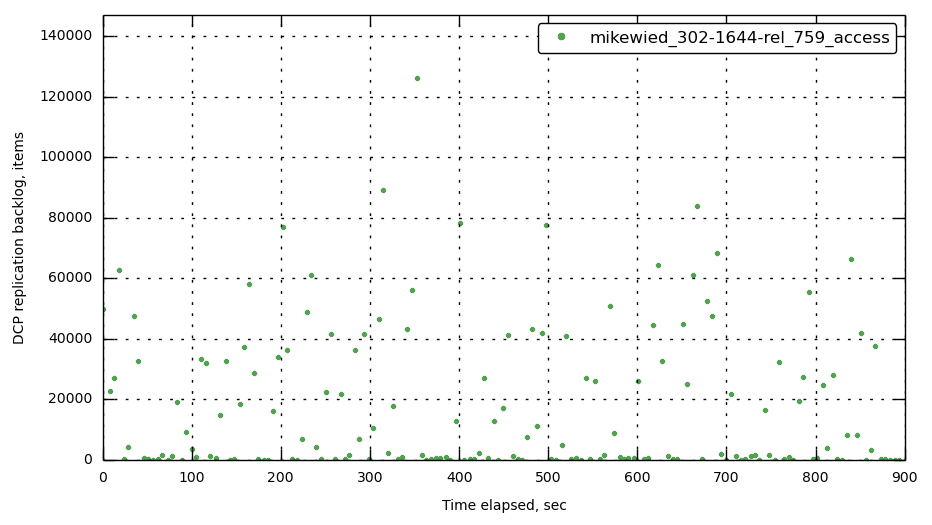 mikewied_302-1644-rel_759_access
DCP replication backlog, items
140000
120000
100000
80000
60000
40000
20000
0
0 100 200 300 400 500 600 700 800 900
Time elapsed, sec